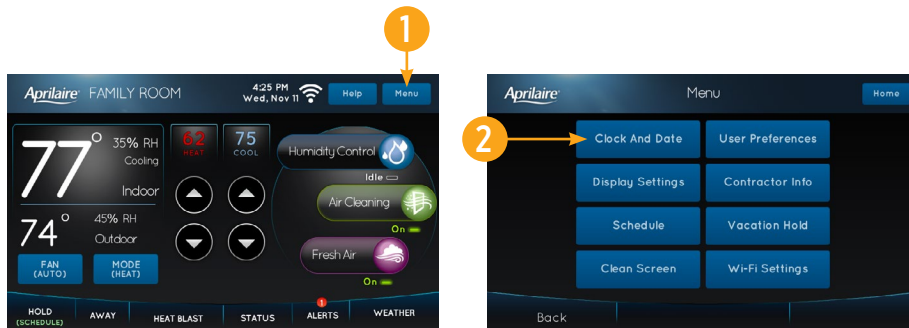 1
Aprilaire FAMILY ROOM
4:25 PM
Wed, Nov 11
Help
Menu
77°
35% RH
Cooling
Indoor
74°
45% RH
Outdoor
62
HEAT
75
COOL
Humidity Control
Idle
Air Cleaning
On
Fresh Air
On
FAN
(AUTO)
MODE
(HEAT)
HOLD
(SCHEDULE)
AWAY
HEAT BLAST
STATUS
1
ALERTS
WEATHER
Aprilaire
Menu
Home
2
Clock And Date
User Preferences
Display Settings
Contractor Info
Schedule
Vacation Hold
Clean Screen
Wi-Fi Settings
Back